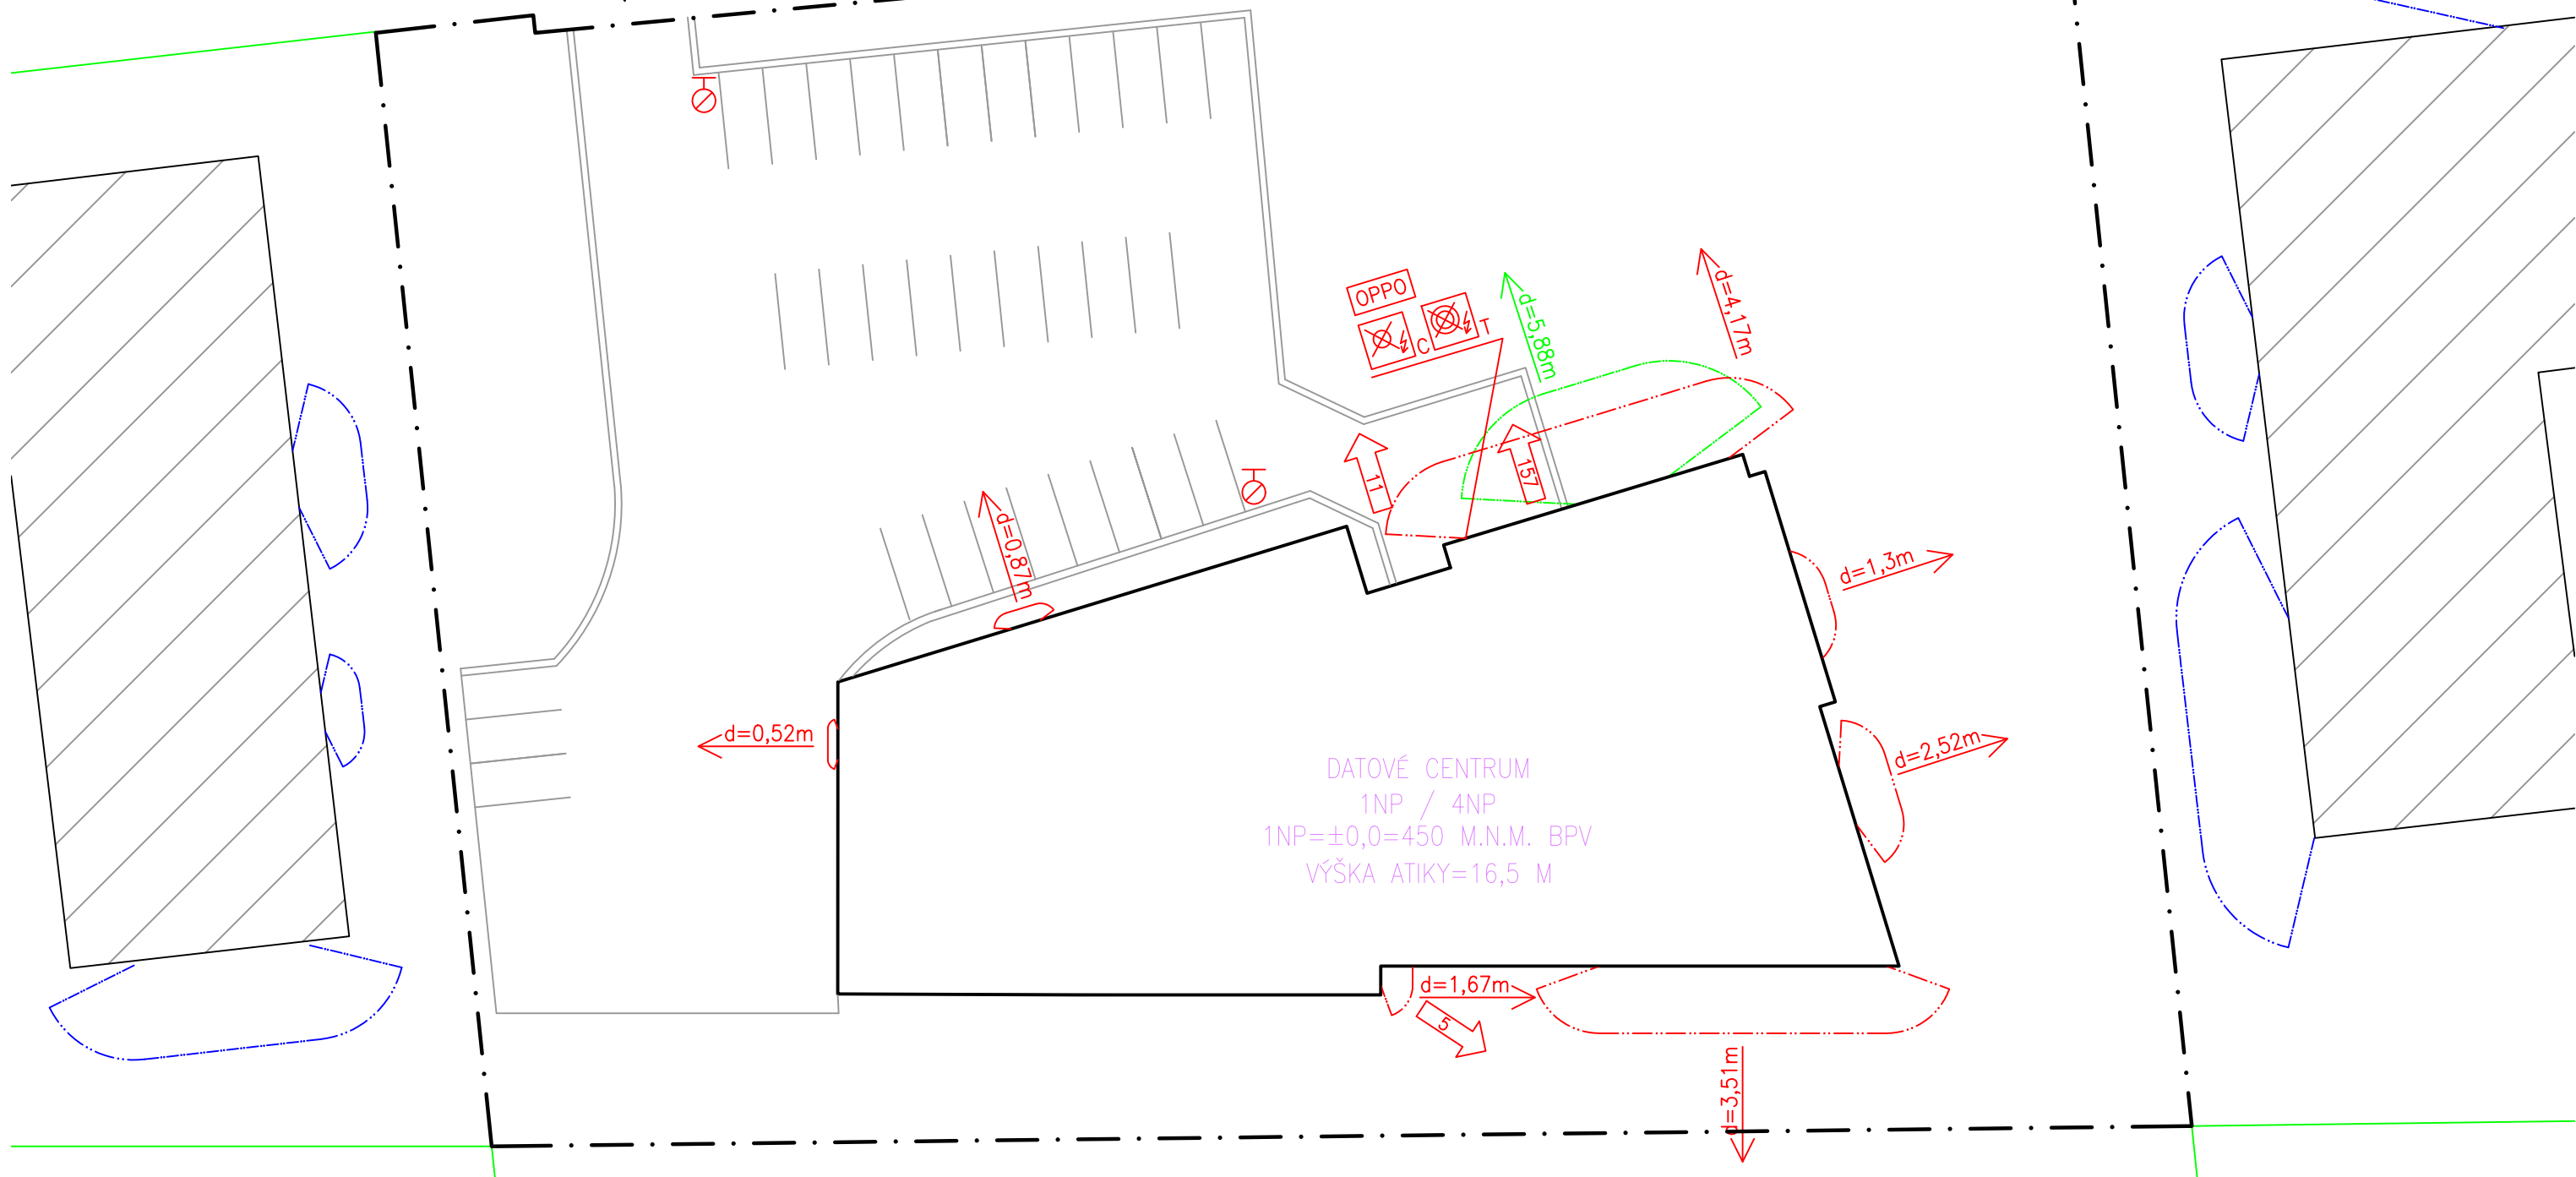 OPPO
T
C
d=5,88m
d=4,17m
11
157
d=0,87m
d=1,3m
d=0,52m
d=2,52m
DATOVÉ CENTRUM
1NP / 4NP
1NP=±0,0=450 M.N.M. BPV
VÝŠKA ATIKY=16,5 M
d=1,67m
5
d=3,51m